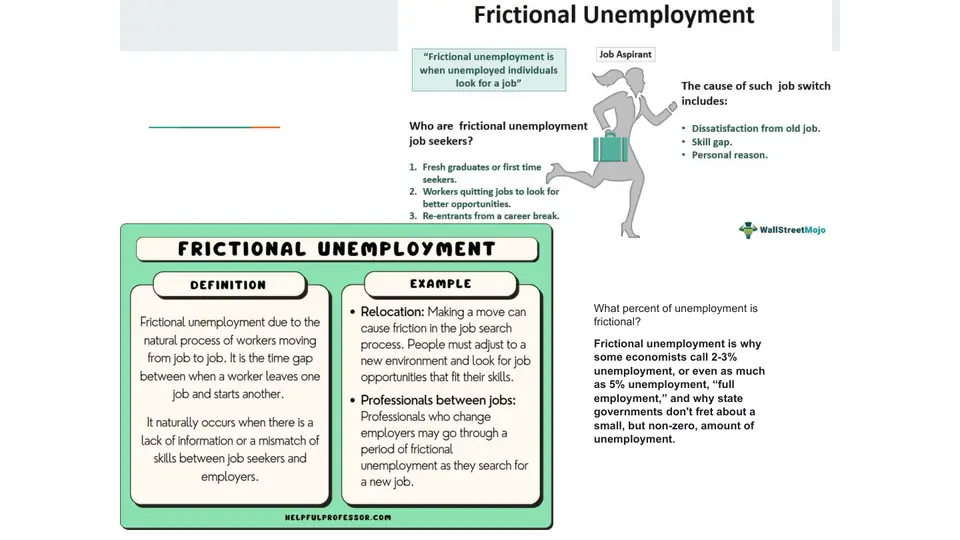 Frictional Unemployment
“Frictional unemployment is
when unemployed individuals
look for a job”
Job Aspirant
The cause of such job switch
includes:
• Dissatisfaction from old job.
• Skill gap.
• Personal reason.
Who are frictional unemployment
job seekers?
1. Fresh graduates or first time
seekers.
2. Workers quitting jobs to look for
better opportunities.
3. Re-entrants from a career break.
WallStreetMojo
FRICTIONAL UNEMPLOYMENT
DEFINITION
Frictional unemployment due to the
natural process of workers moving
from job to job. It is the time gap
between when a worker leaves one
job and starts another.
It naturally occurs when there is a
lack of information or a mismatch of
skills between job seekers and
employers.
EXAMPLE
• Relocation: Making a move can
cause friction in the job search
process. People must adjust to a
new environment and look for job
opportunities that fit their skills.
• Professionals between jobs:
Professionals who change
employers may go through a
period of frictional
unemployment as they search for
a new job.
HELPFULPROFESSOR.COM
What percent of unemployment is
frictional?
Frictional unemployment is why
some economists call 2-3%
unemployment, or even as much
as 5% unemployment, “full
employment,” and why state
governments don't fret about a
small, but non-zero, amount of
unemployment.